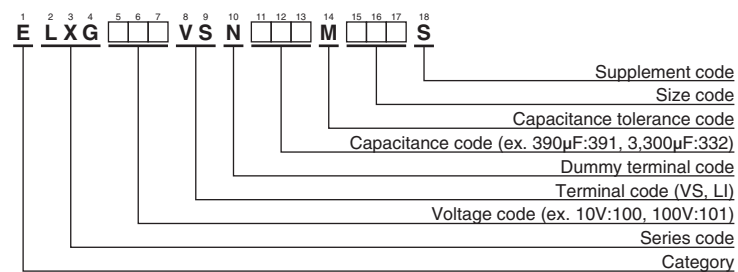 1 2 3 4 5 6 7 8 9 10 11 12 13 14 15 16 17 18
E L X G V S N M S
Supplement code
Size code
Capacitance tolerance code
Capacitance code (ex. 390μF:391, 3,300μF:332)
Dummy terminal code
Terminal code (VS, LI)
Voltage code (ex. 10V:100, 100V:101)
Series code
Category